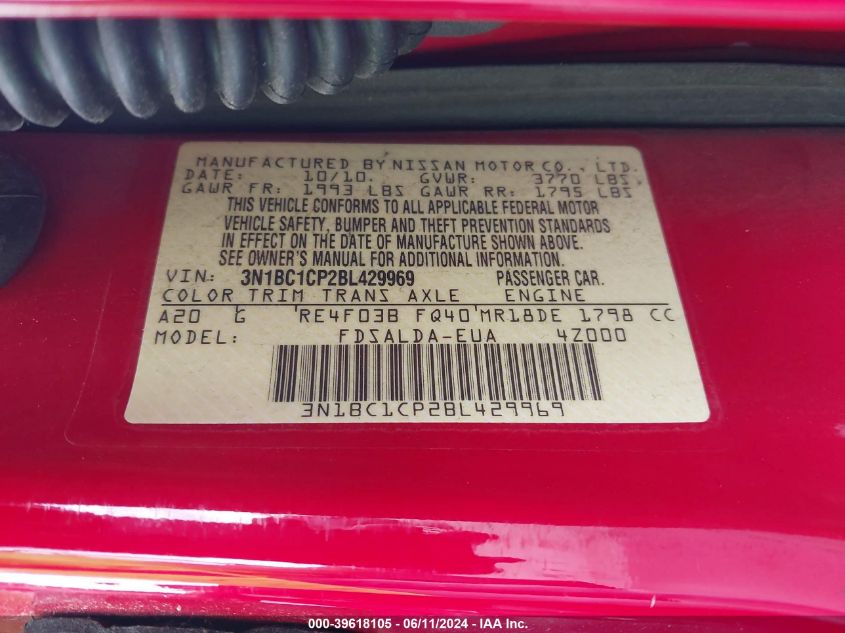 MANUFACTURED BY NISSAN MOTOR CO., LTD.
DATE: 10/10. GVWR: 3770 LBS
GAWR FR: 1993 LBS GAWR RR: 1795 LBS
THIS VEHICLE CONFORMS TO ALL APPLICABLE FEDERAL MOTOR
VEHICLE SAFETY, BUMPER AND THEFT PREVENTION STANDARDS
IN EFFECT ON THE DATE OF MANUFACTURE SHOWN ABOVE.
SEE OWNER'S MANUAL FOR ADDITIONAL INFORMATION.
VIN: 3N1BC1CP2BL429969 PASSENGER CAR.
COLOR TRIM TRANS AXLE ENGINE
A20 G RE4F03B FQ40 MR18DE 1798 CC
MODEL: FDSALDA-EUA 4Z000
3N1BC1CP2BL429969
000-39618105 - 06/11/2024 - IAA Inc.